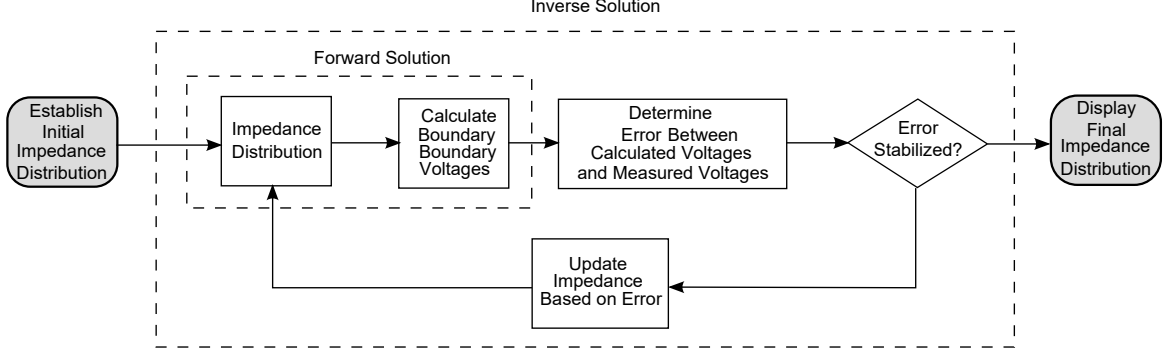 Inverse Solution
Forward Solution
Establish
Initial
Impedance
Distribution
Impedance
Distribution
Calculate
Boundary
Boundary
Voltages
Determine
Error Between
Calculated Voltages
and Measured Voltages
Error
Stabilized?
Display
Final
Impedance
Distribution
Update
Impedance
Based on Error